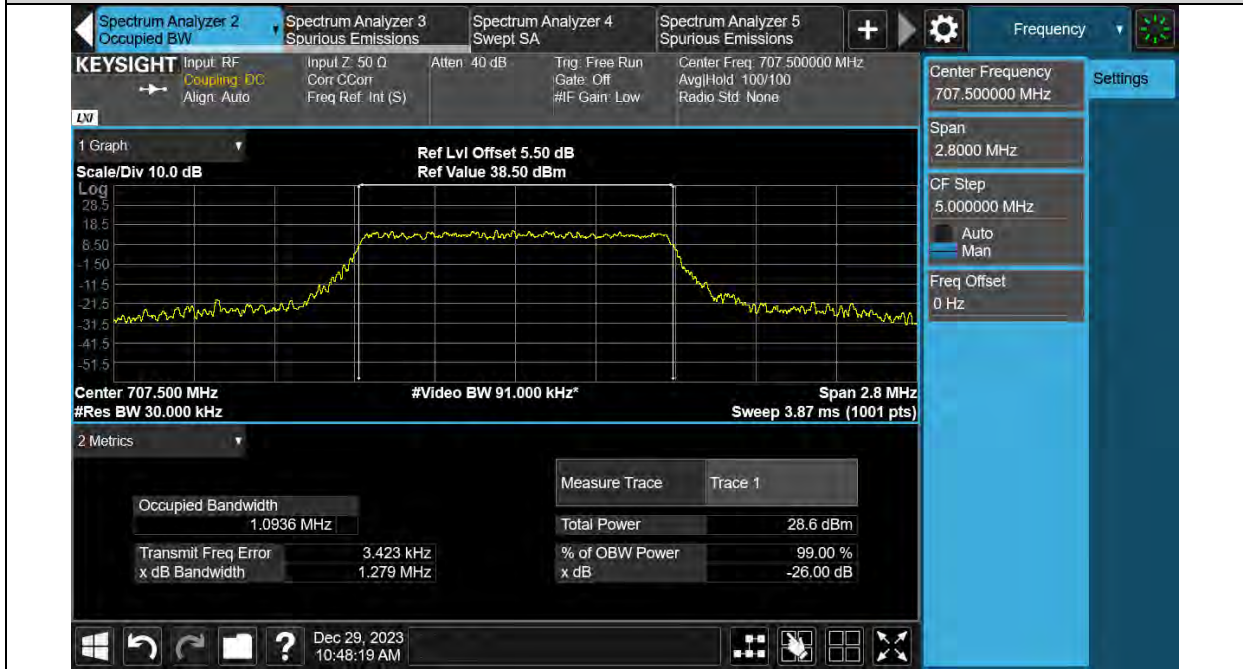 Spectrum Analyzer 2
Occupied BW
Spectrum Analyzer 3
Spurious Emissions
Spectrum Analyzer 4
Swept SA
Spectrum Analyzer 5
Spurious Emissions
+
Frequency
KEYSIGHT
Input: RF
Coupling: DC
Align: Auto
Input Z: 50 Ω
Corr CCorr
Freq Ref: Int (S)
Atten: 40 dB
Trig: Free Run
Gate: Off
#IF Gain: Low
Center Freq: 707.500000 MHz
Avg|Hold: 100/100
Radio Std: None
LXI
Center Frequency
707.500000 MHz
Settings
Span
2.8000 MHz
CF Step
5.000000 MHz
Auto
Man
Freq Offset
0 Hz
1 Graph
Scale/Div 10.0 dB
Ref Lvl Offset 5.50 dB
Ref Value 38.50 dBm
Log
28.5
18.5
8.50
-1.50
-11.5
-21.5
-31.5
-41.5
-51.5
Center 707.500 MHz
#Video BW 91.000 kHz*
Span 2.8 MHz
#Res BW 30.000 kHz
Sweep 3.87 ms (1001 pts)
2 Metrics
Measure Trace
Trace 1
Occupied Bandwidth
1.0936 MHz
Total Power
28.6 dBm
Transmit Freq Error
3.423 kHz
% of OBW Power
99.00 %
x dB Bandwidth
1.279 MHz
x dB
-26.00 dB
?
Dec 29, 2023
10:48:19 AM